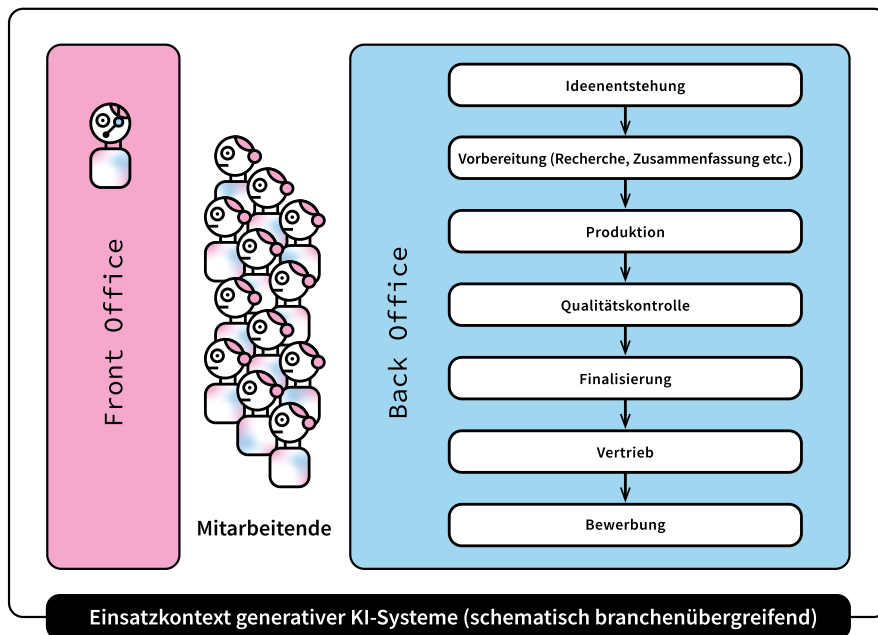 Front Office
Mitarbeitende
Back Office
Ideenentstehung
Vorbereitung (Recherche, Zusammenfassung etc.)
Produktion
Qualitätskontrolle
Finalisierung
Vertrieb
Bewerbung
Einsatzkontext generativer KI-Systeme (schematisch branchenübergreifend)